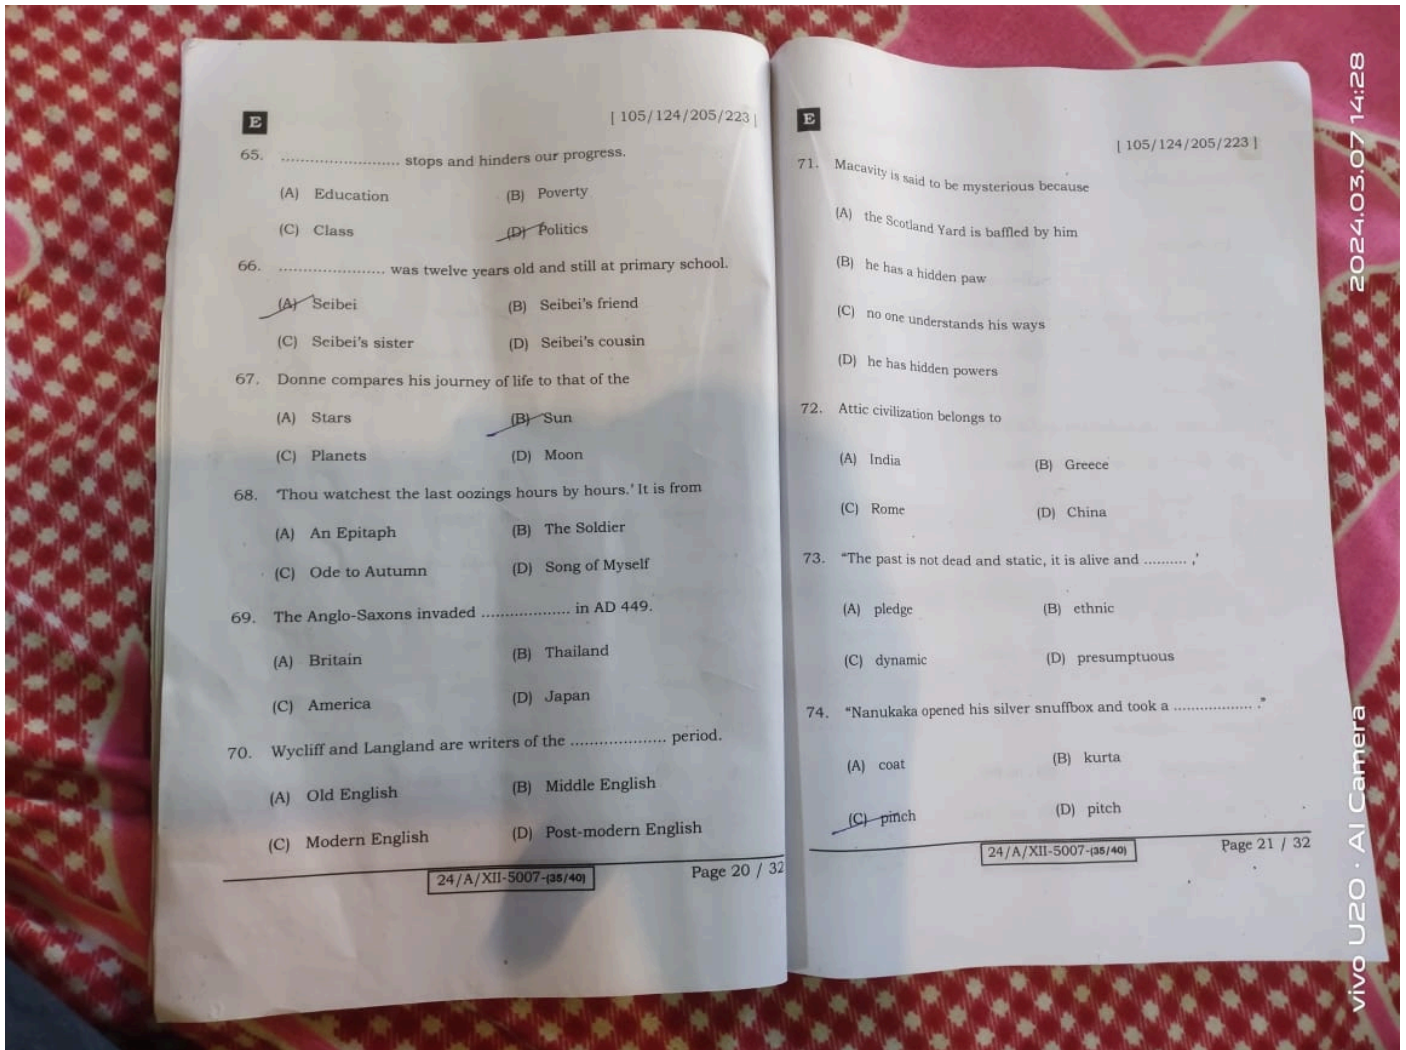 E
[ 105/124/205/223 ]
65. ........................ stops and hinders our progress.
(A) Education (B) Poverty
(C) Class (D) Politics
66. ...................... was twelve years old and still at primary school.
(A) Seibei (B) Seibei's friend
(C) Seibei's sister (D) Seibei's cousin
67. Donne compares his journey of life to that of the
(A) Stars (B) Sun
(C) Planets (D) Moon
68. 'Thou watchest the last oozings hours by hours.' It is from
(A) An Epitaph (B) The Soldier
(C) Ode to Autumn (D) Song of Myself
69. The Anglo-Saxons invaded .................. in AD 449.
(A) Britain (B) Thailand
(C) America (D) Japan
70. Wycliff and Langland are writers of the .................... period.
(A) Old English (B) Middle English
(C) Modern English (D) Post-modern English
24/A/XII-5007-(35/40) Page 20 / 32
E
[ 105/124/205/223 ]
71. Macavity is said to be mysterious because
(A) the Scotland Yard is baffled by him
(B) he has a hidden paw
(C) no one understands his ways
(D) he has hidden powers
72. Attic civilization belongs to
(A) India (B) Greece
(C) Rome (D) China
73. "The past is not dead and static, it is alive and .......... ,'
(A) pledge (B) ethnic
(C) dynamic (D) presumptuous
74. "Nanukaka opened his silver snuffbox and took a .................. ."
(A) coat (B) kurta
(C) pinch (D) pitch
24/A/XII-5007-(35/40) Page 21 / 32
vivo U20 · AI Camera 2024.03.07 14:28